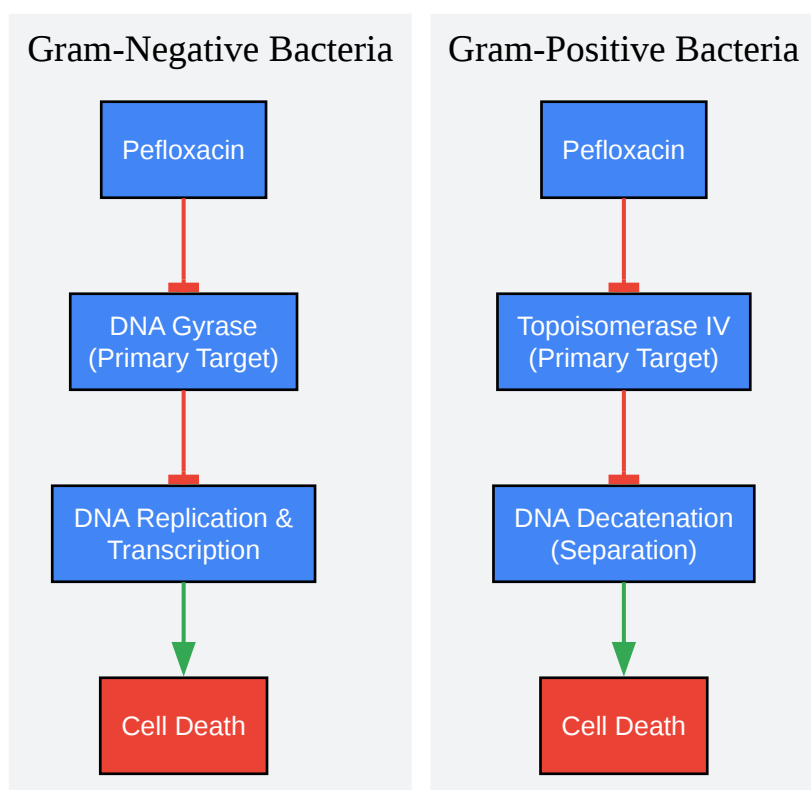 Gram-Negative Bacteria
Pefloxacin
DNA Gyrase
(Primary Target)
DNA Replication &
Transcription
Cell Death
Gram-Positive Bacteria
Pefloxacin
Topoisomerase IV
(Primary Target)
DNA Decatenation
(Separation)
Cell Death